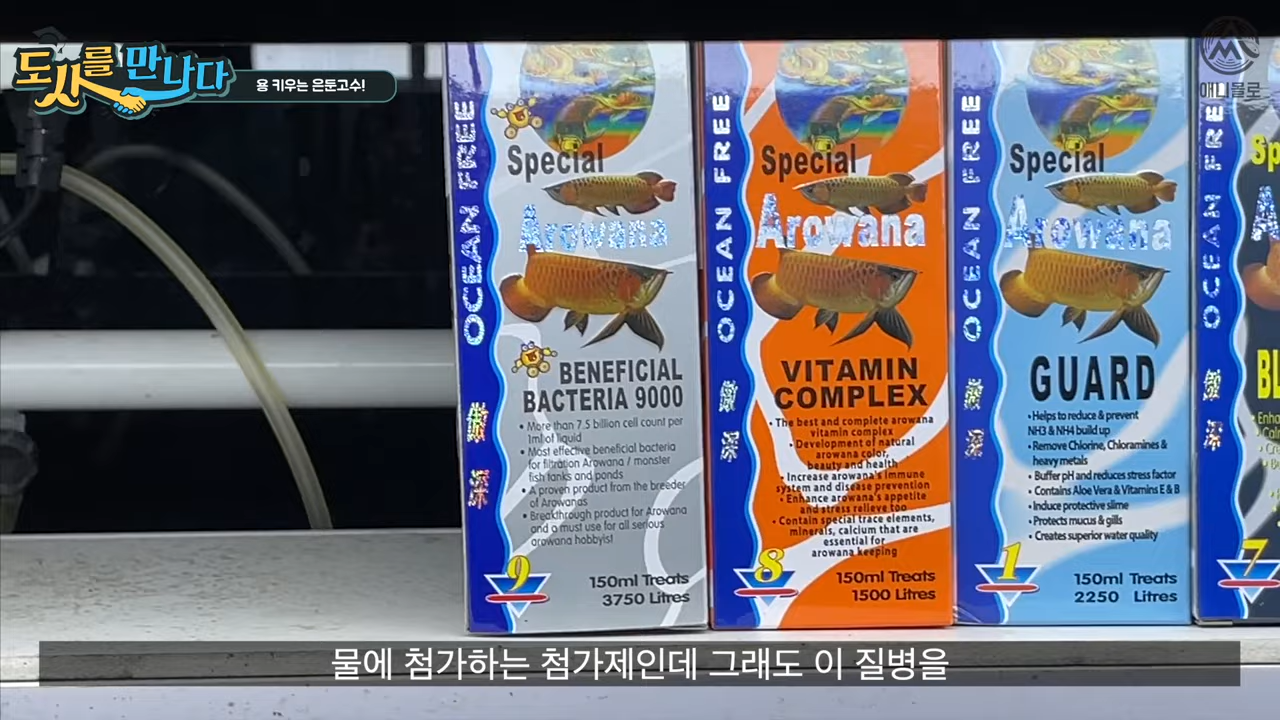 도사를 만나다
용 키우는 은둔고수!
애니멀로
OCEAN FREE
Special
Arowana
BENEFICIAL
BACTERIA 9000
• More than 7.5 billion cell count per
1ml of liquid
• Most effective beneficial bacteria
for filtration Arowana / monster
fish tanks and ponds
• A proven product from the breeder
of Arowanas
• Breakthrough product for Arowana
and a must use for all serious
arowana hobbyist
9
150ml Treats
3750 Litres
OCEAN FREE
Special
Arowana
VITAMIN
COMPLEX
• The best and complete arowana
vitamin complex
• Development of natural
arowana color,
beauty and health
• Increase arowana's immune
system and disease prevention
• Enhance arowana's appetite
and stress relieve too
• Contain special trace elements,
minerals, calcium that are
essential for
arowana keeping
8
150ml Treats
1500 Litres
OCEAN FREE
Special
Arowana
GUARD
• Helps to reduce & prevent
NH3 & NH4 build up
• Remove Chlorine, Chloramines &
heavy metals
• Buffer pH and reduces stress factor
• Contains Aloe Vera & Vitamins E & B
• Induce protective slime
• Protects mucus & gills
• Creates superior water quality
1
150ml Treats
2250 Litres
OCEAN FREE
Sp
A
BL
7
물에 첨가하는 첨가제인데 그래도 이 질병을